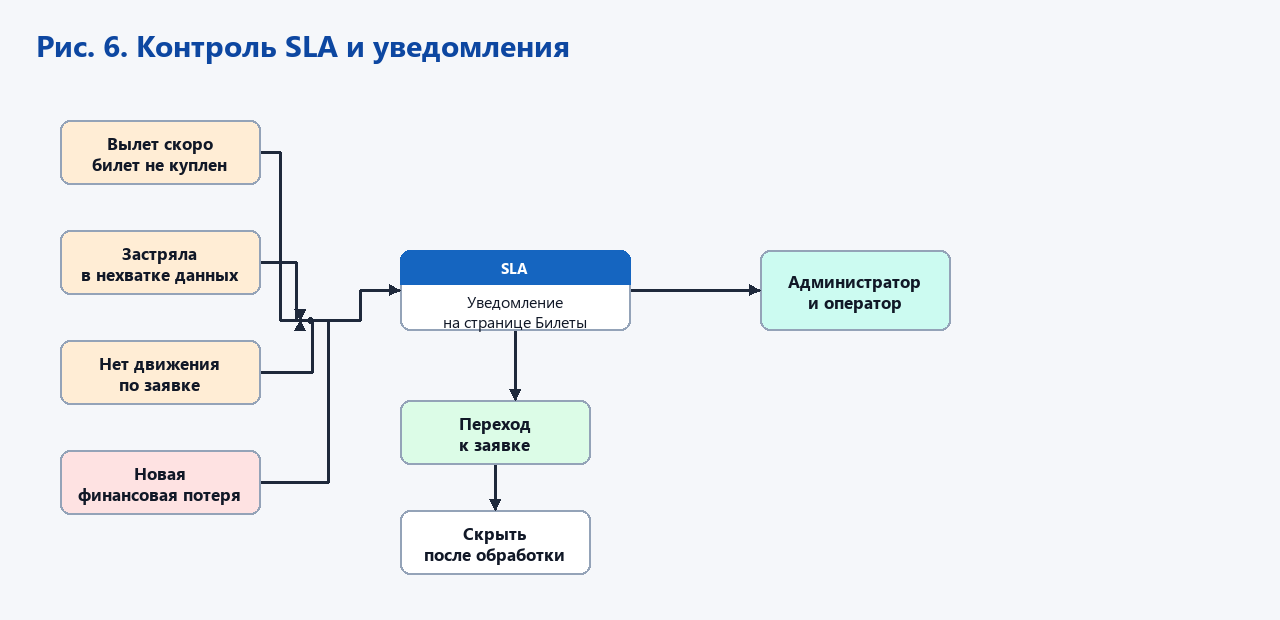 Рис. 6. Контроль SLA и уведомления
Вылет скоро
билет не куплен
Застряла
в нехватке данных
Нет движения
по заявке
Новая
финансовая потеря
SLA
Уведомление
на странице Билеты
Администратор
и оператор
Переход
к заявке
Скрыть
после обработки